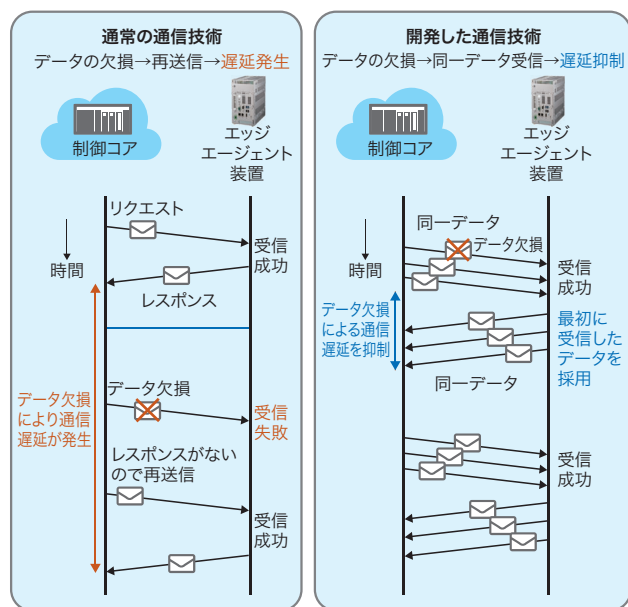 通常の通信技術
データの欠損→再送信→遅延発生
制御コア
エッジ
エージェント
装置
リクエスト
時間
受信
成功
レスポンス
データ欠損
により通信
遅延が発生
データ欠損
受信
失敗
レスポンスがない
ので再送信
受信
成功
開発した通信技術
データの欠損→同一データ受信→遅延抑制
制御コア
エッジ
エージェント
装置
同一データ
データ欠損
時間
受信
成功
データ欠損
による通信
遅延を抑制
最初に
受信した
データを
採用
同一データ
受信
成功